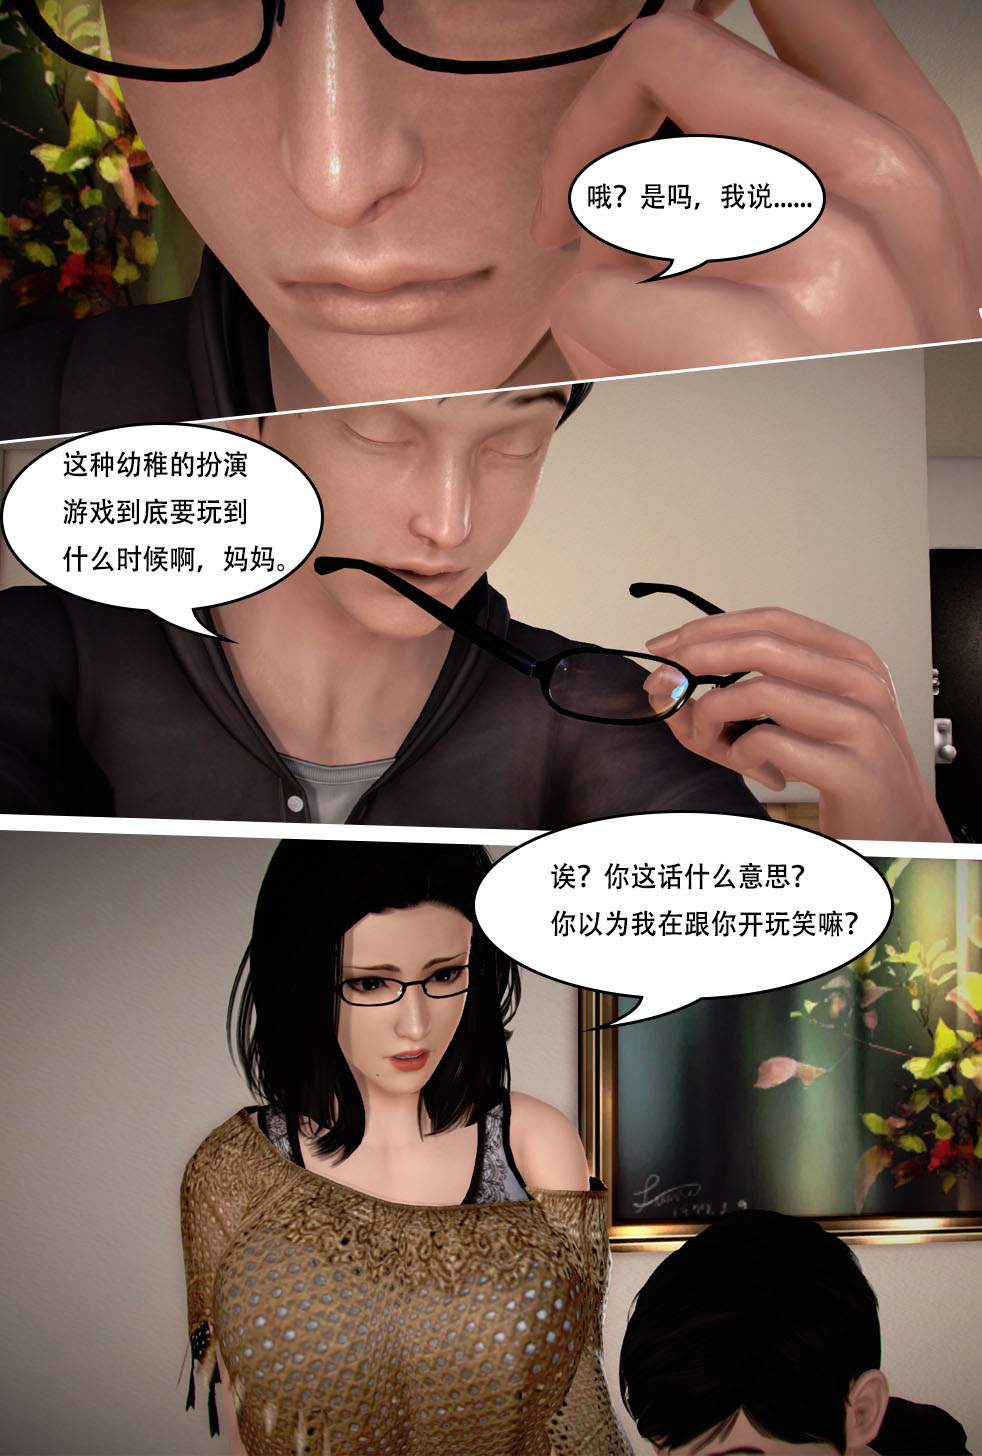 哦？是吗，我说......
这种幼稚的扮演
游戏到底要玩到
什么时候啊，妈妈。
诶？你这话什么意思？
你以为我在跟你开玩笑嘛？